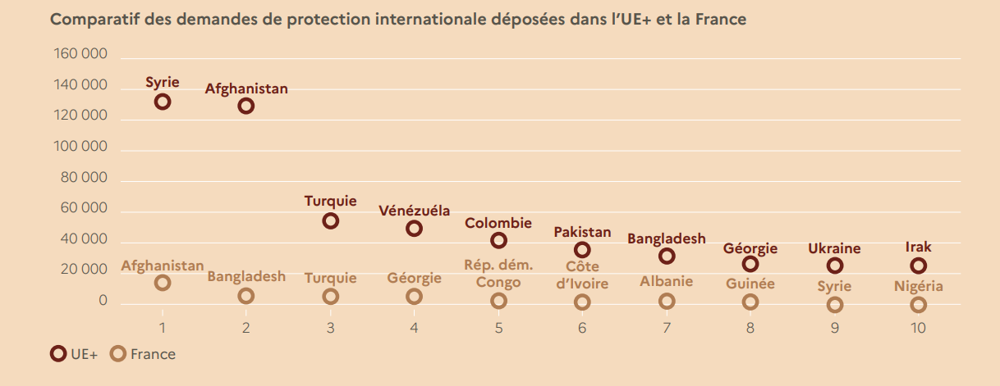 Comparatif des demandes de protection internationale déposées dans l'UE+ et la France
160 000
140 000
120 000
100 000
80 000
60 000
40 000
20 000
0
Syrie
Afghanistan
Turquie
Vénézuéla
Colombie
Pakistan
Bangladesh
Géorgie
Ukraine
Irak
Afghanistan
Bangladesh
Turquie
Géorgie
Rép. dém.
Congo
Côte
d'Ivoire
Albanie
Guinée
Syrie
Nigéria
1 2 3 4 5 6 7 8 9 10
UE+ France